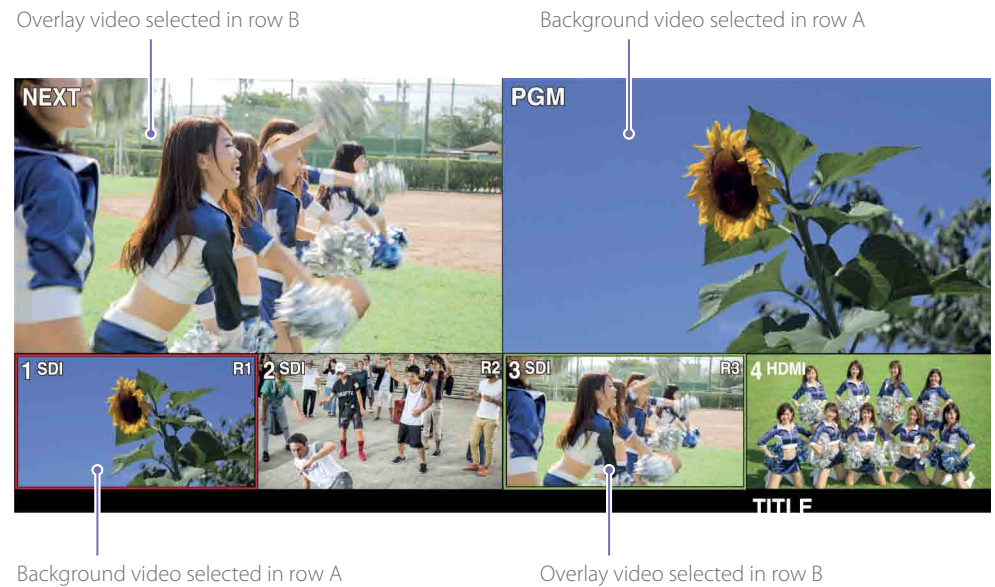 Overlay video selected in row B
Background video selected in row A
NEXT
PGM
1 SDI
R1
2 SDI
R2
3 SDI
R3
4 HDMI
TITLE
Background video selected in row A
Overlay video selected in row B